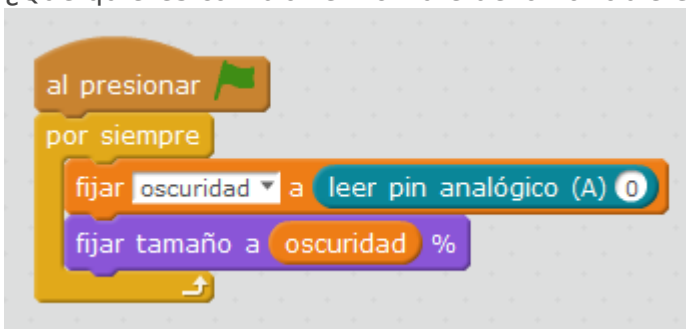 al presionar
por siempre
fijar oscuridad a leer pin analógico (A) 0
fijar tamaño a oscuridad %